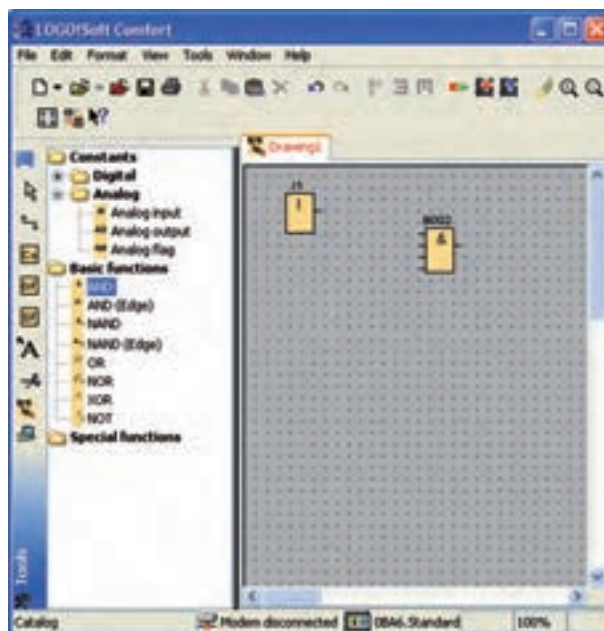 LOGO!Soft Comfort
File Edit Format View Tools Window Help
Constants
Digital
Analog
Analog input
Analog output
Analog flag
Basic functions
AND
AND (Edge)
NAND
NAND (Edge)
OR
NOR
XOR
NOT
Special functions
Drawing1
I1
I
B002
&
Tools
Catalog
Modem disconnected
0BA6.Standard
100%